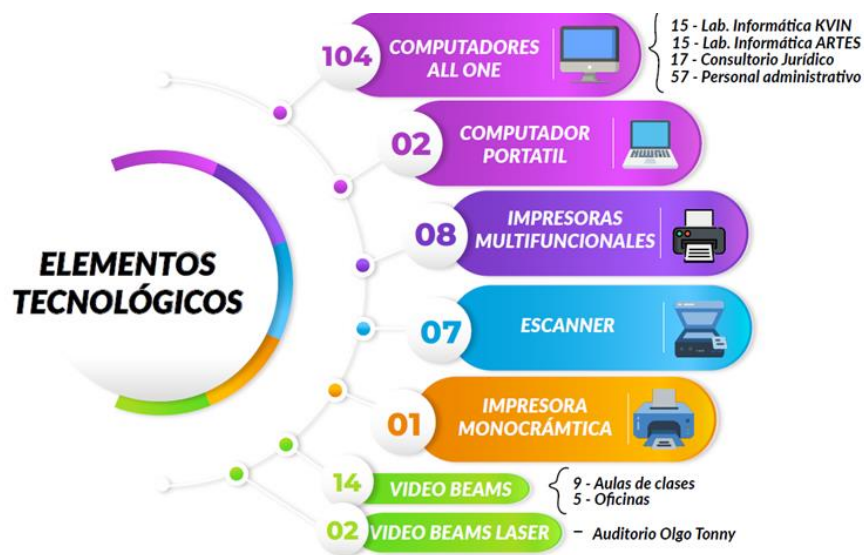 ELEMENTOS
TECNOLÓGICOS
104
COMPUTADORES
ALL ONE
15 - Lab. Informática KVIN
15 - Lab. Informática ARTES
17 - Consultorio Jurídico
57 - Personal administrativo
02
COMPUTADOR
PORTATIL
08
IMPRESORAS
MULTIFUNCIONALES
07
ESCANNER
01
IMPRESORA
MONOCRÁMTICA
14
VIDEO BEAMS
9 - Aulas de clases
5 - Oficinas
02
VIDEO BEAMS LASER
– Auditorio Olgo Tonny